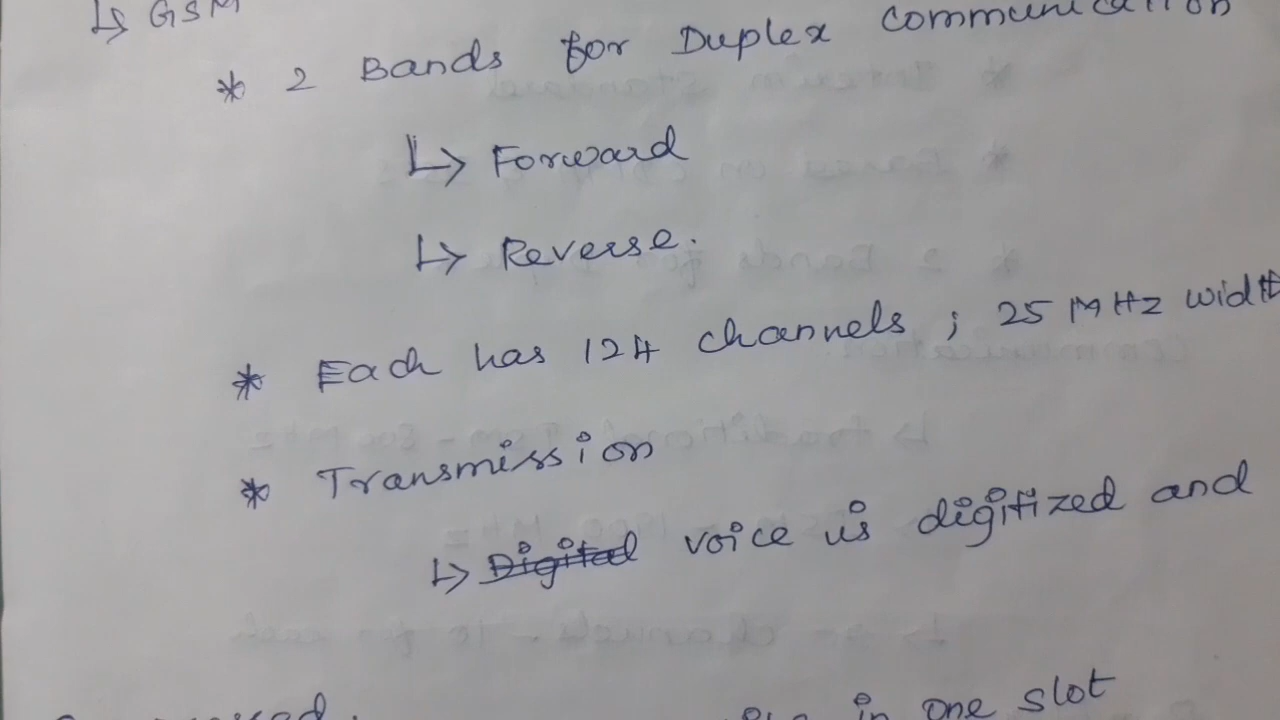 ↳ GSM
* 2 Bands for Duplex communication
↳ Forward
↳ Reverse.
* Each has 124 channels ; 25 MHz width
* Transmission
↳ ~~Digital~~ voice is digitized and
in one slot